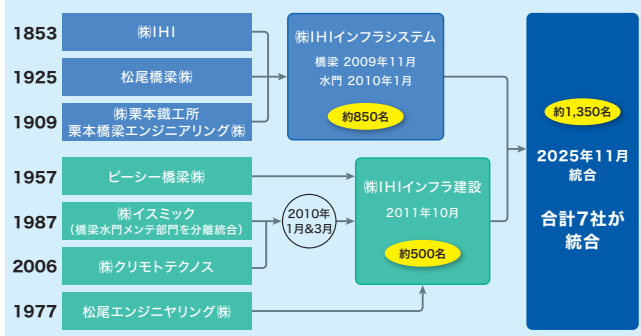 1853
㈱IHI
1925
松尾橋梁㈱
1909
㈱栗本鐵工所
栗本橋梁エンジニアリング㈱
㈱IHIインフラシステム
橋梁 2009年11月
水門 2010年1月
約850名
1957
ピーシー橋梁㈱
1987
㈱イスミック
(橋梁水門メンテ部門を分離統合)
2006
㈱クリモトテクノス
1977
松尾エンジニヤリング㈱
2010年
1月&3月
㈱IHIインフラ建設
2011年10月
約500名
約1,350名
2025年11月
統合
合計7社が
統合